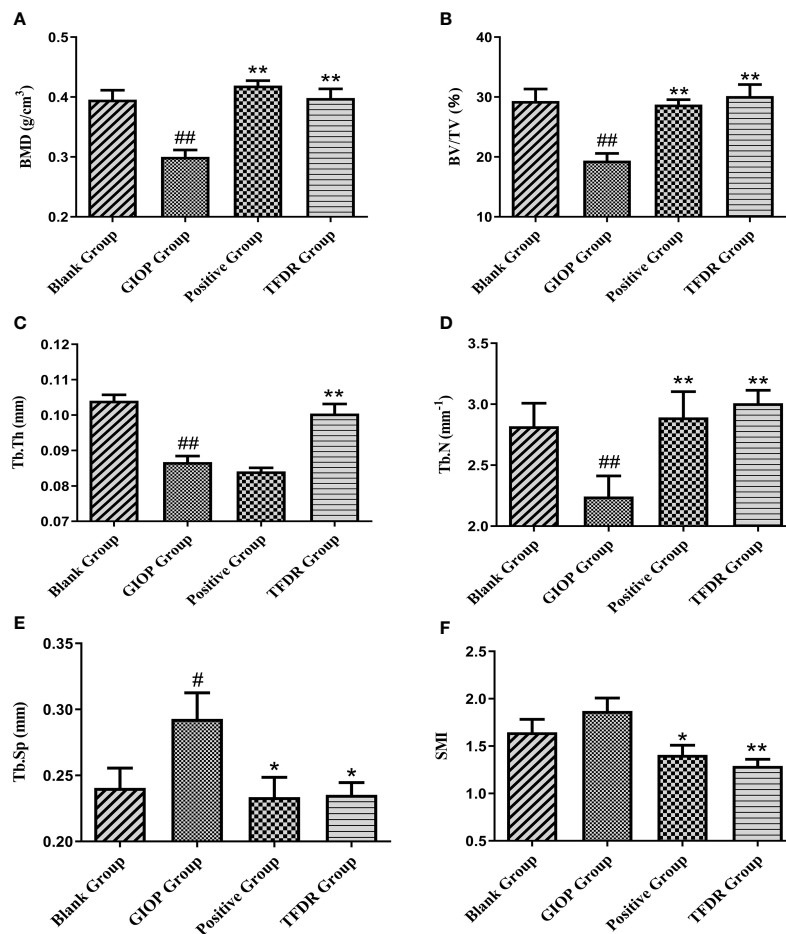 A
BMD (g/cm³)
0.5
0.4
0.3
0.2
##
**
**
Blank Group
GIOP Group
Positive Group
TFDR Group
B
BV/TV (%)
40
30
20
10
##
**
**
Blank Group
GIOP Group
Positive Group
TFDR Group
C
Tb.Th (mm)
0.12
0.10
0.10
0.09
0.08
0.07
##
**
Blank Group
GIOP Group
Positive Group
TFDR Group
D
Tb.N (mm⁻¹)
3.5
3.0
2.5
2.0
##
**
**
Blank Group
GIOP Group
Positive Group
TFDR Group
E
Tb.Sp (mm)
0.35
0.30
0.25
0.20
#
*
*
Blank Group
GIOP Group
Positive Group
TFDR Group
F
SMI
2.5
2.0
1.5
1.0
0.5
*
**
Blank Group
GIOP Group
Positive Group
TFDR Group